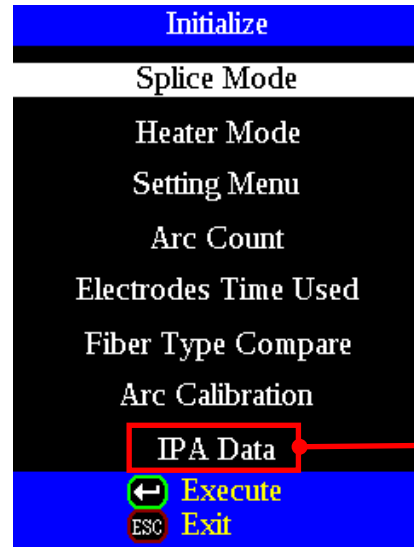 Initialize
Splice Mode
Heater Mode
Setting Menu
Arc Count
Electrodes Time Used
Fiber Type Compare
Arc Calibration
IPA Data
Execute
ESC Exit